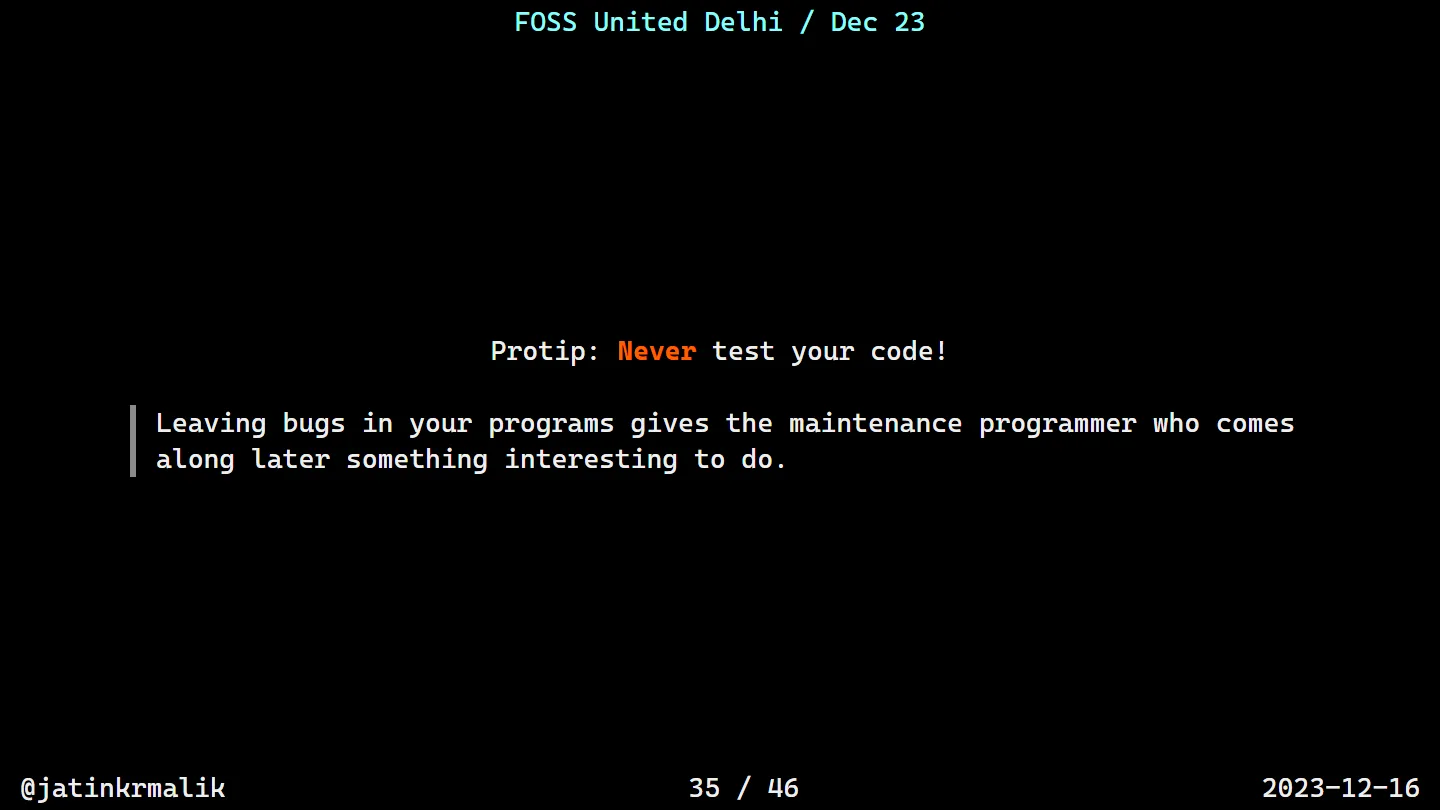 FOSS United Delhi / Dec 23
Protip: Never test your code!
Leaving bugs in your programs gives the maintenance programmer who comes
along later something interesting to do.
@jatinkrmalik
35 / 46
2023-12-16